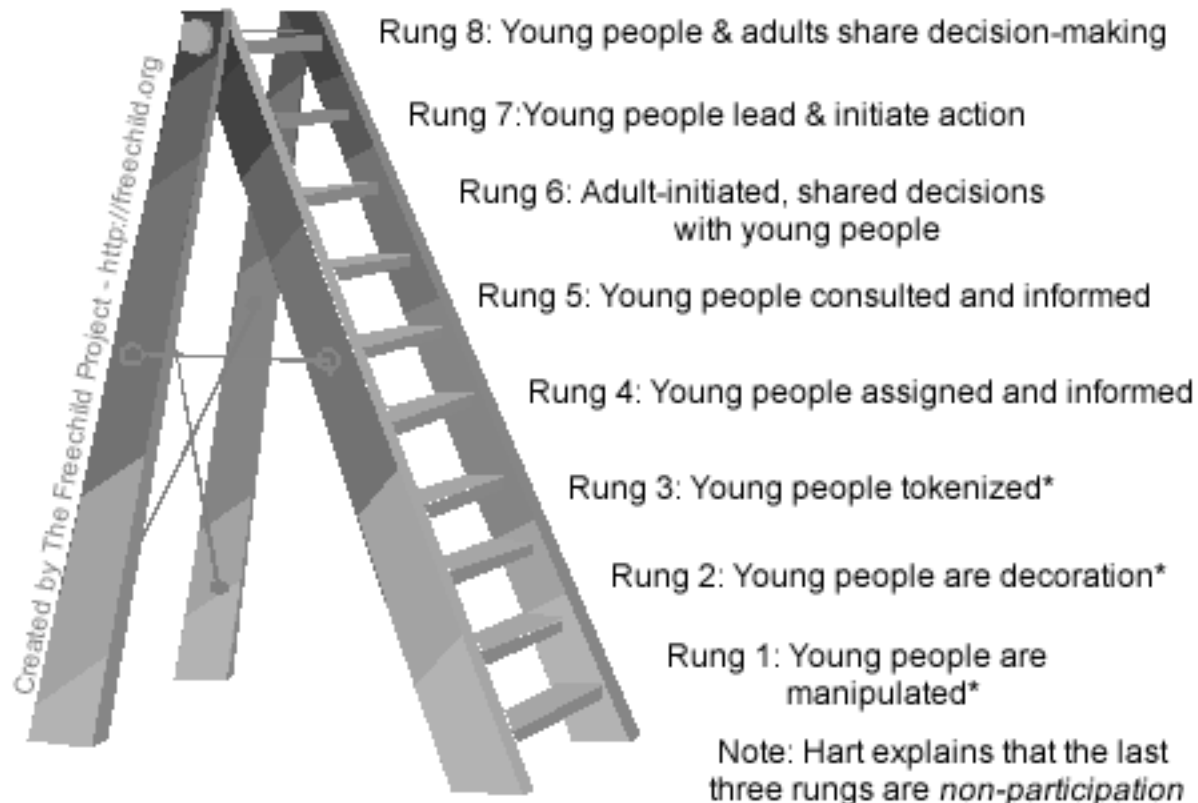 Rung 8: Young people & adults share decision-making
Rung 7:Young people lead & initiate action
Rung 6: Adult-initiated, shared decisions
with young people
Rung 5: Young people consulted and informed
Rung 4: Young people assigned and informed
Rung 3: Young people tokenized*
Rung 2: Young people are decoration*
Rung 1: Young people are
manipulated*
Note: Hart explains that the last
three rungs are non-participation
Created by The Freechild Project - http://freechild.org